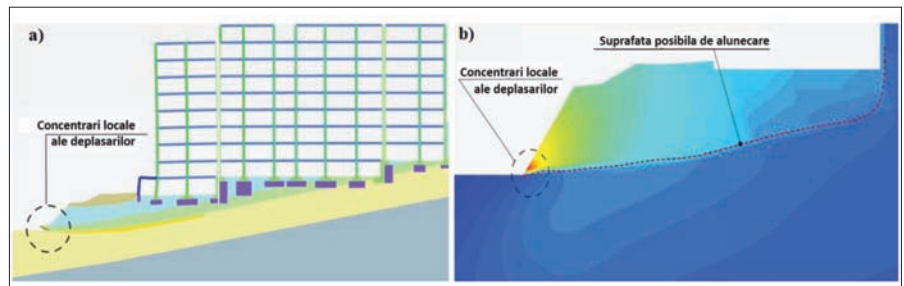 a)
Concentrari locale
ale deplasarilor
b)
Suprafata posibila de alunecare
Concentrari locale
ale deplasarilor